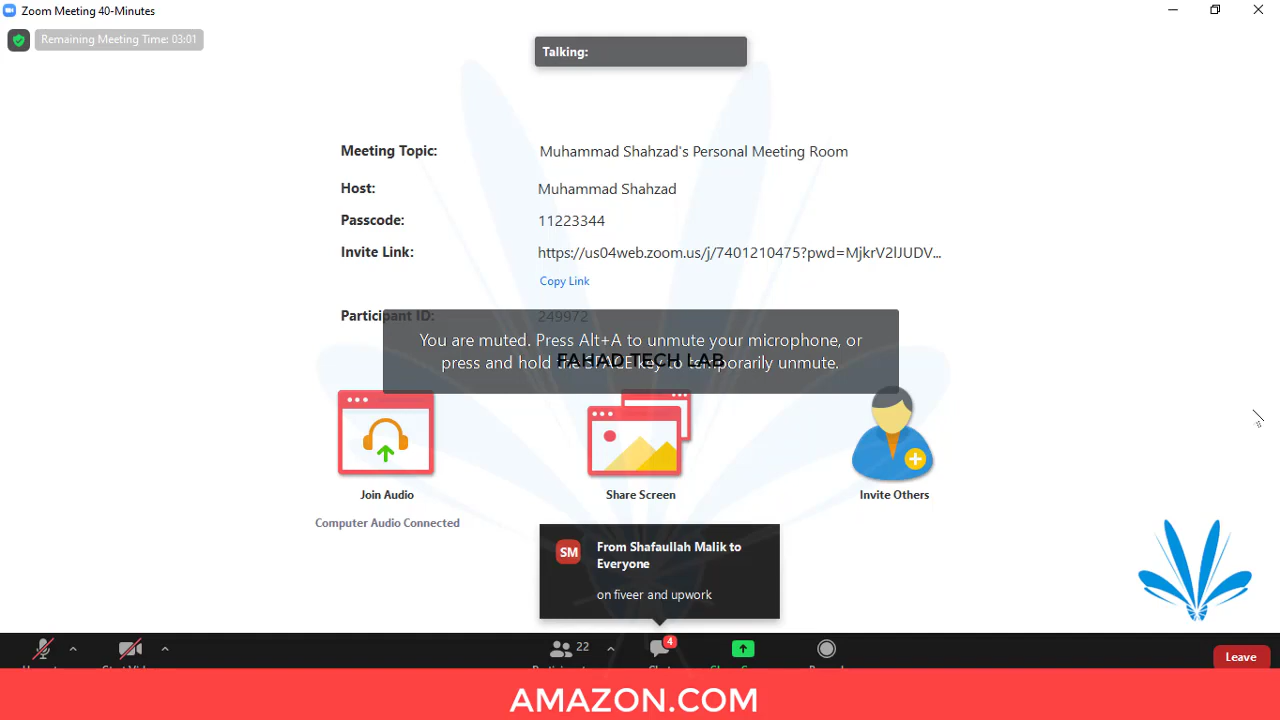 Zoom Meeting 40-Minutes
Remaining Meeting Time: 03:01
Talking:
Meeting Topic: Muhammad Shahzad's Personal Meeting Room
Host: Muhammad Shahzad
Passcode: 11223344
Invite Link: https://us04web.zoom.us/j/7401210475?pwd=MjkrV2lJUDV...
Copy Link
Participant ID: 249972
You are muted. Press Alt+A to unmute your microphone, or
press and hold the SPACE key to temporarily unmute.
FAHAD TECH LAB
Join Audio
Share Screen
Invite Others
Computer Audio Connected
SM
From Shafaullah Malik to
Everyone
on fiveer and upwork
22
4
Leave
AMAZON.COM